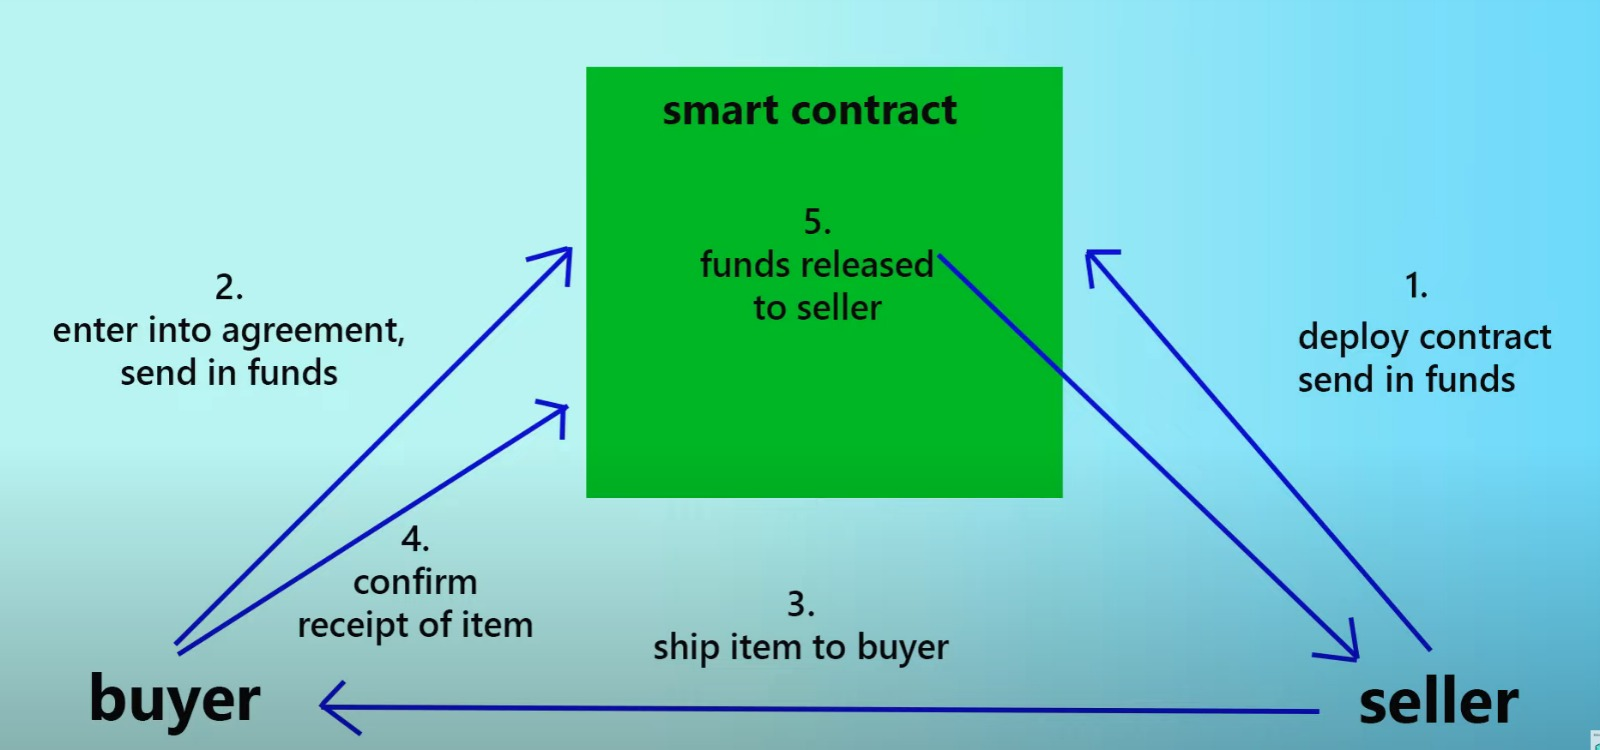 smart contract
5.
funds released
to seller
2.
enter into agreement,
send in funds
1.
deploy contract
send in funds
4.
confirm
receipt of item
3.
ship item to buyer
buyer
seller